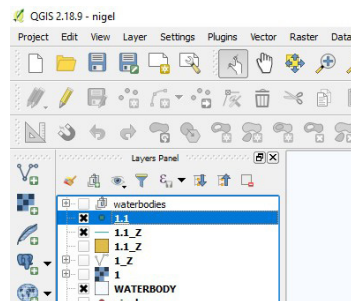 QGIS 2.18.9 - nigel
Project Edit View Layer Settings Plugins Vector Raster Data
Layers Panel
waterbodies
1.1
1.1_Z
1.1_Z
1_Z
1
WATERBODY